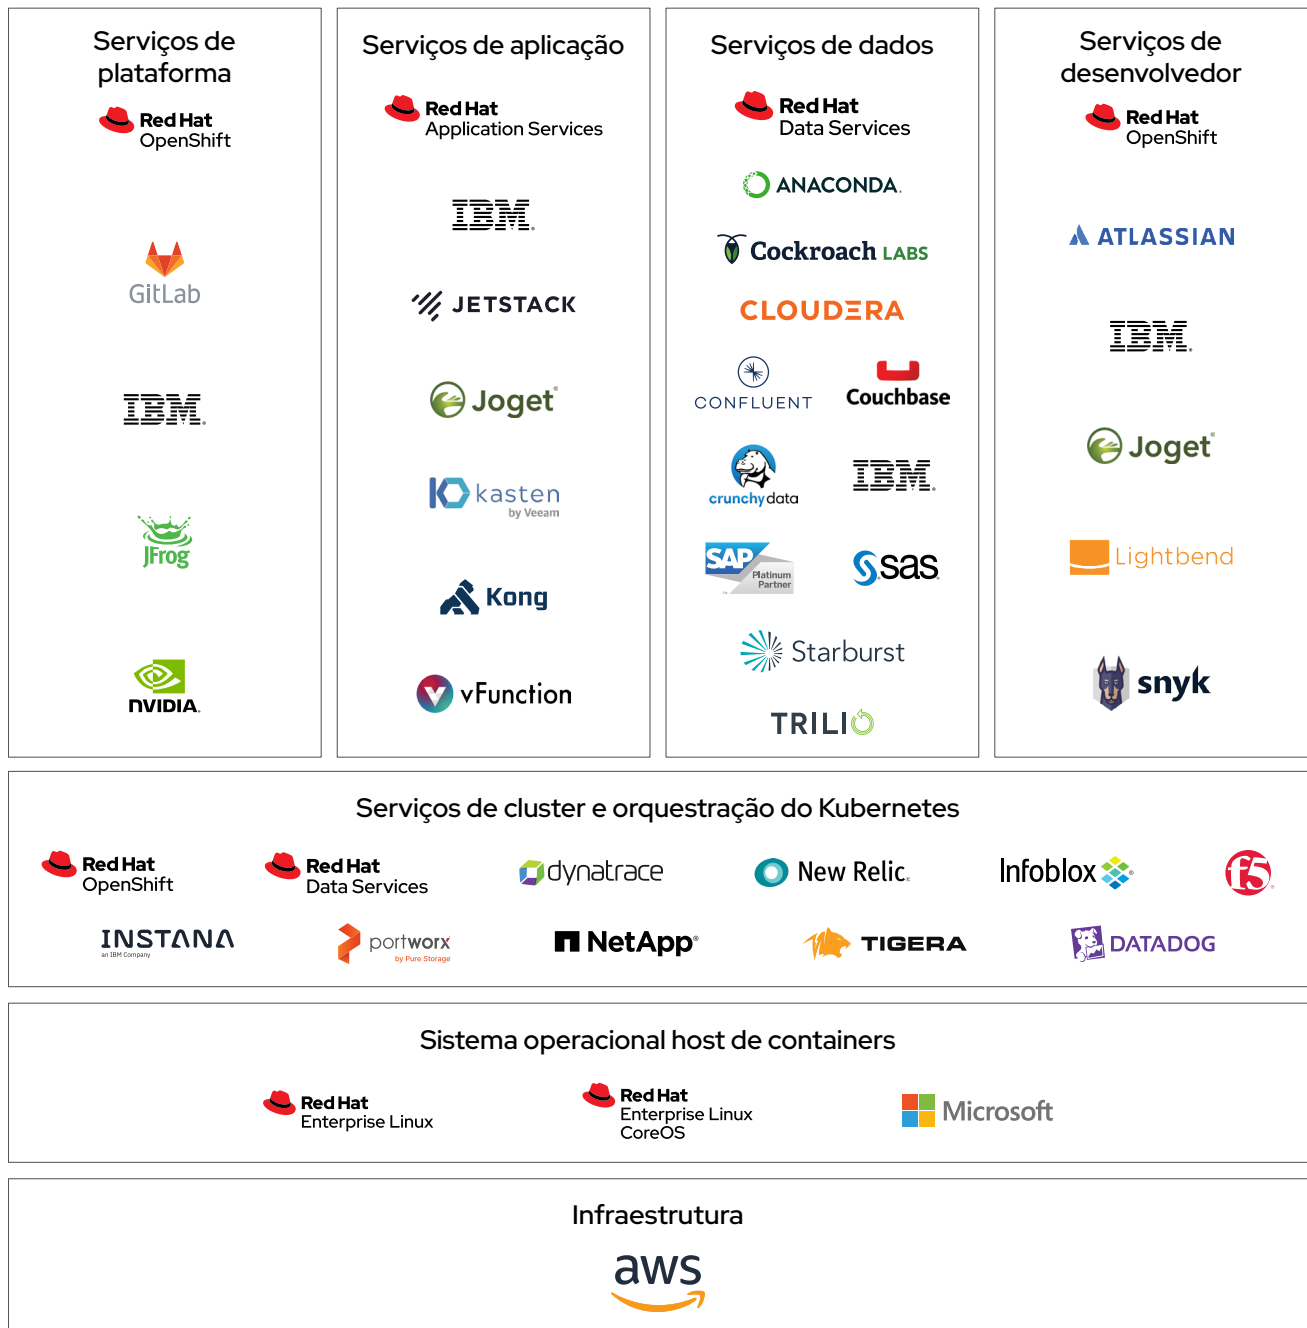 Serviços de
plataforma
Red Hat
OpenShift
GitLab
IBM®
JFrog
NVIDIA®
Serviços de aplicação
Red Hat
Application Services
IBM®
JETSTACK
Joget®
kasten
by Veeam
Kong
vFunction
Serviços de dados
Red Hat
Data Services
ANACONDA®
Cockroach LABS
CLOUDERA
CONFLUENT
Couchbase
crunchydata
IBM®
SAP
Platinum
Partner
sas
Starburst
TRILIO
Serviços de
desenvolvedor
Red Hat
OpenShift
ATLASSIAN
IBM®
Joget®
Lightbend
snyk
Serviços de cluster e orquestração do Kubernetes
Red Hat
OpenShift
Red Hat
Data Services
dynatrace
New Relic®
Infoblox®
f5®
INSTANA
an IBM Company
portworx
by Pure Storage
NetApp®
TIGERA
DATADOG
Sistema operacional host de containers
Red Hat
Enterprise Linux
Red Hat
Enterprise Linux
CoreOS
Microsoft
Infraestrutura
aws